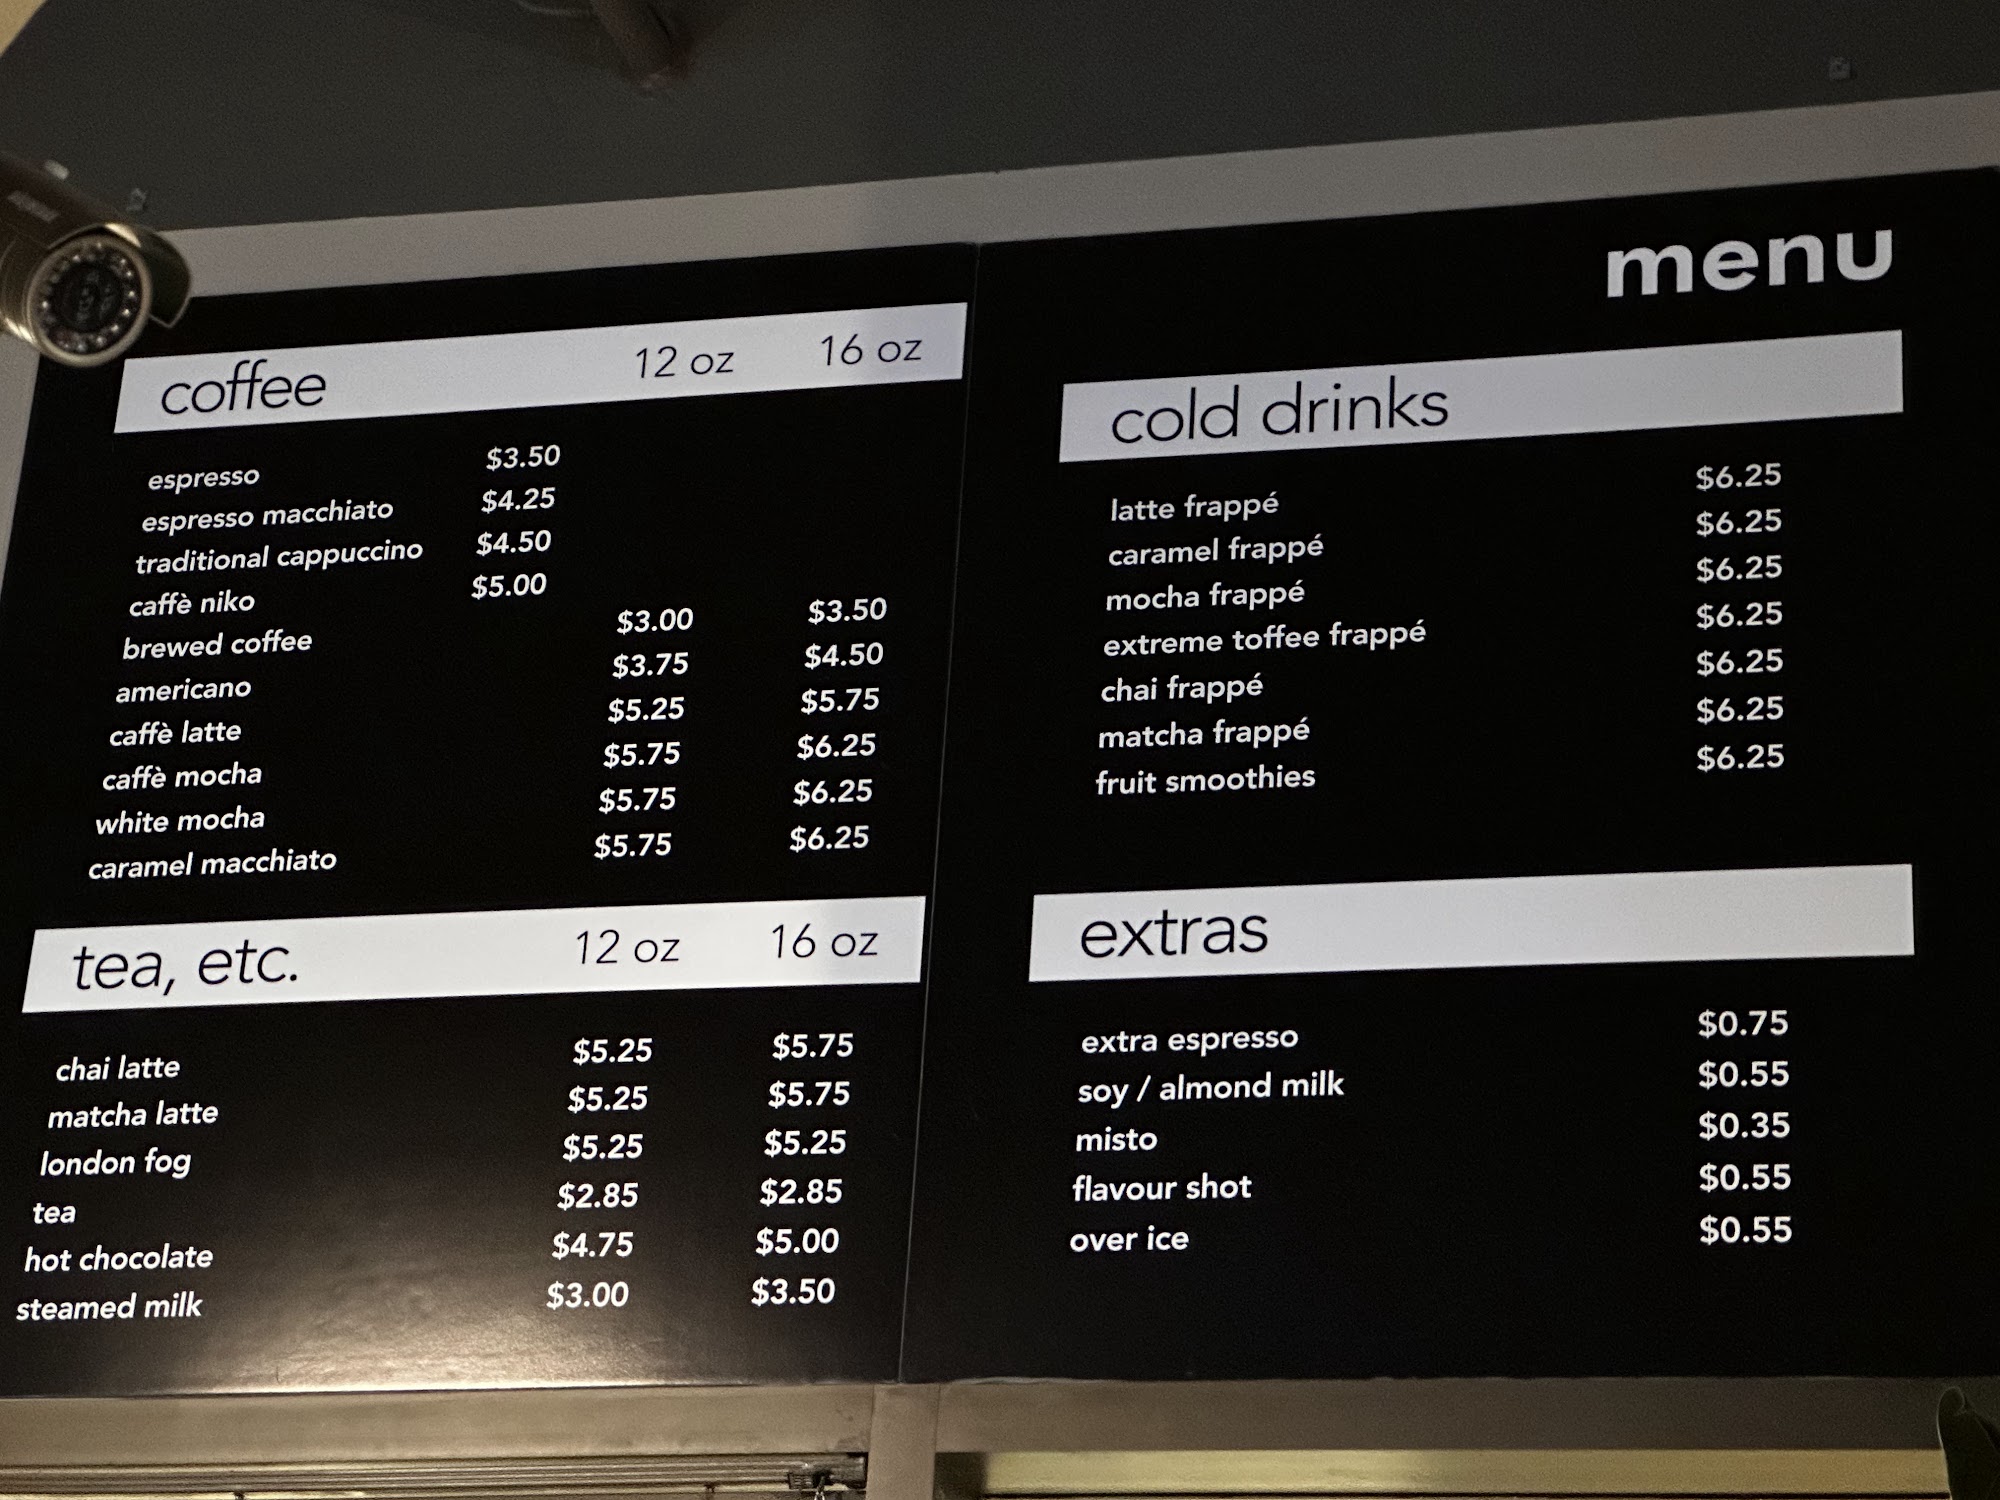 menu
coffee 12 oz 16 oz
espresso $3.50
espresso macchiato $4.25
traditional cappuccino $4.50
caffè niko $5.00
brewed coffee $3.00 $3.50
americano $3.75 $4.50
caffè latte $5.25 $5.75
caffè mocha $5.75 $6.25
white mocha $5.75 $6.25
caramel macchiato $5.75 $6.25
tea, etc. 12 oz 16 oz
chai latte $5.25 $5.75
matcha latte $5.25 $5.75
london fog $5.25 $5.25
tea $2.85 $2.85
hot chocolate $4.75 $5.00
steamed milk $3.00 $3.50
cold drinks
latte frappé $6.25
caramel frappé $6.25
mocha frappé $6.25
extreme toffee frappé $6.25
chai frappé $6.25
matcha frappé $6.25
fruit smoothies $6.25
extras
extra espresso $0.75
soy / almond milk $0.55
misto $0.35
flavour shot $0.55
over ice $0.55